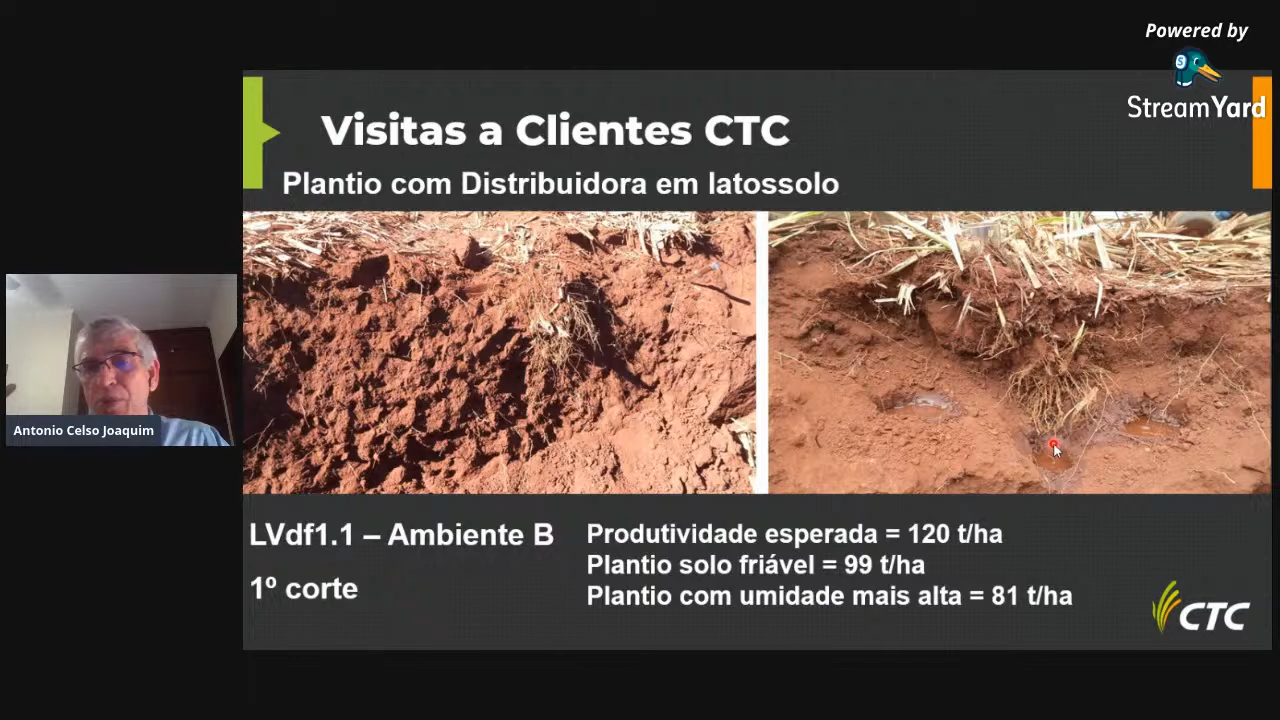 Powered by
StreamYard
Visitas a Clientes CTC
Plantio com Distribuidora em latossolo
Antonio Celso Joaquim
LVdf1.1 – Ambiente B
1º corte
Produtividade esperada = 120 t/ha
Plantio solo friável = 99 t/ha
Plantio com umidade mais alta = 81 t/ha
CTC